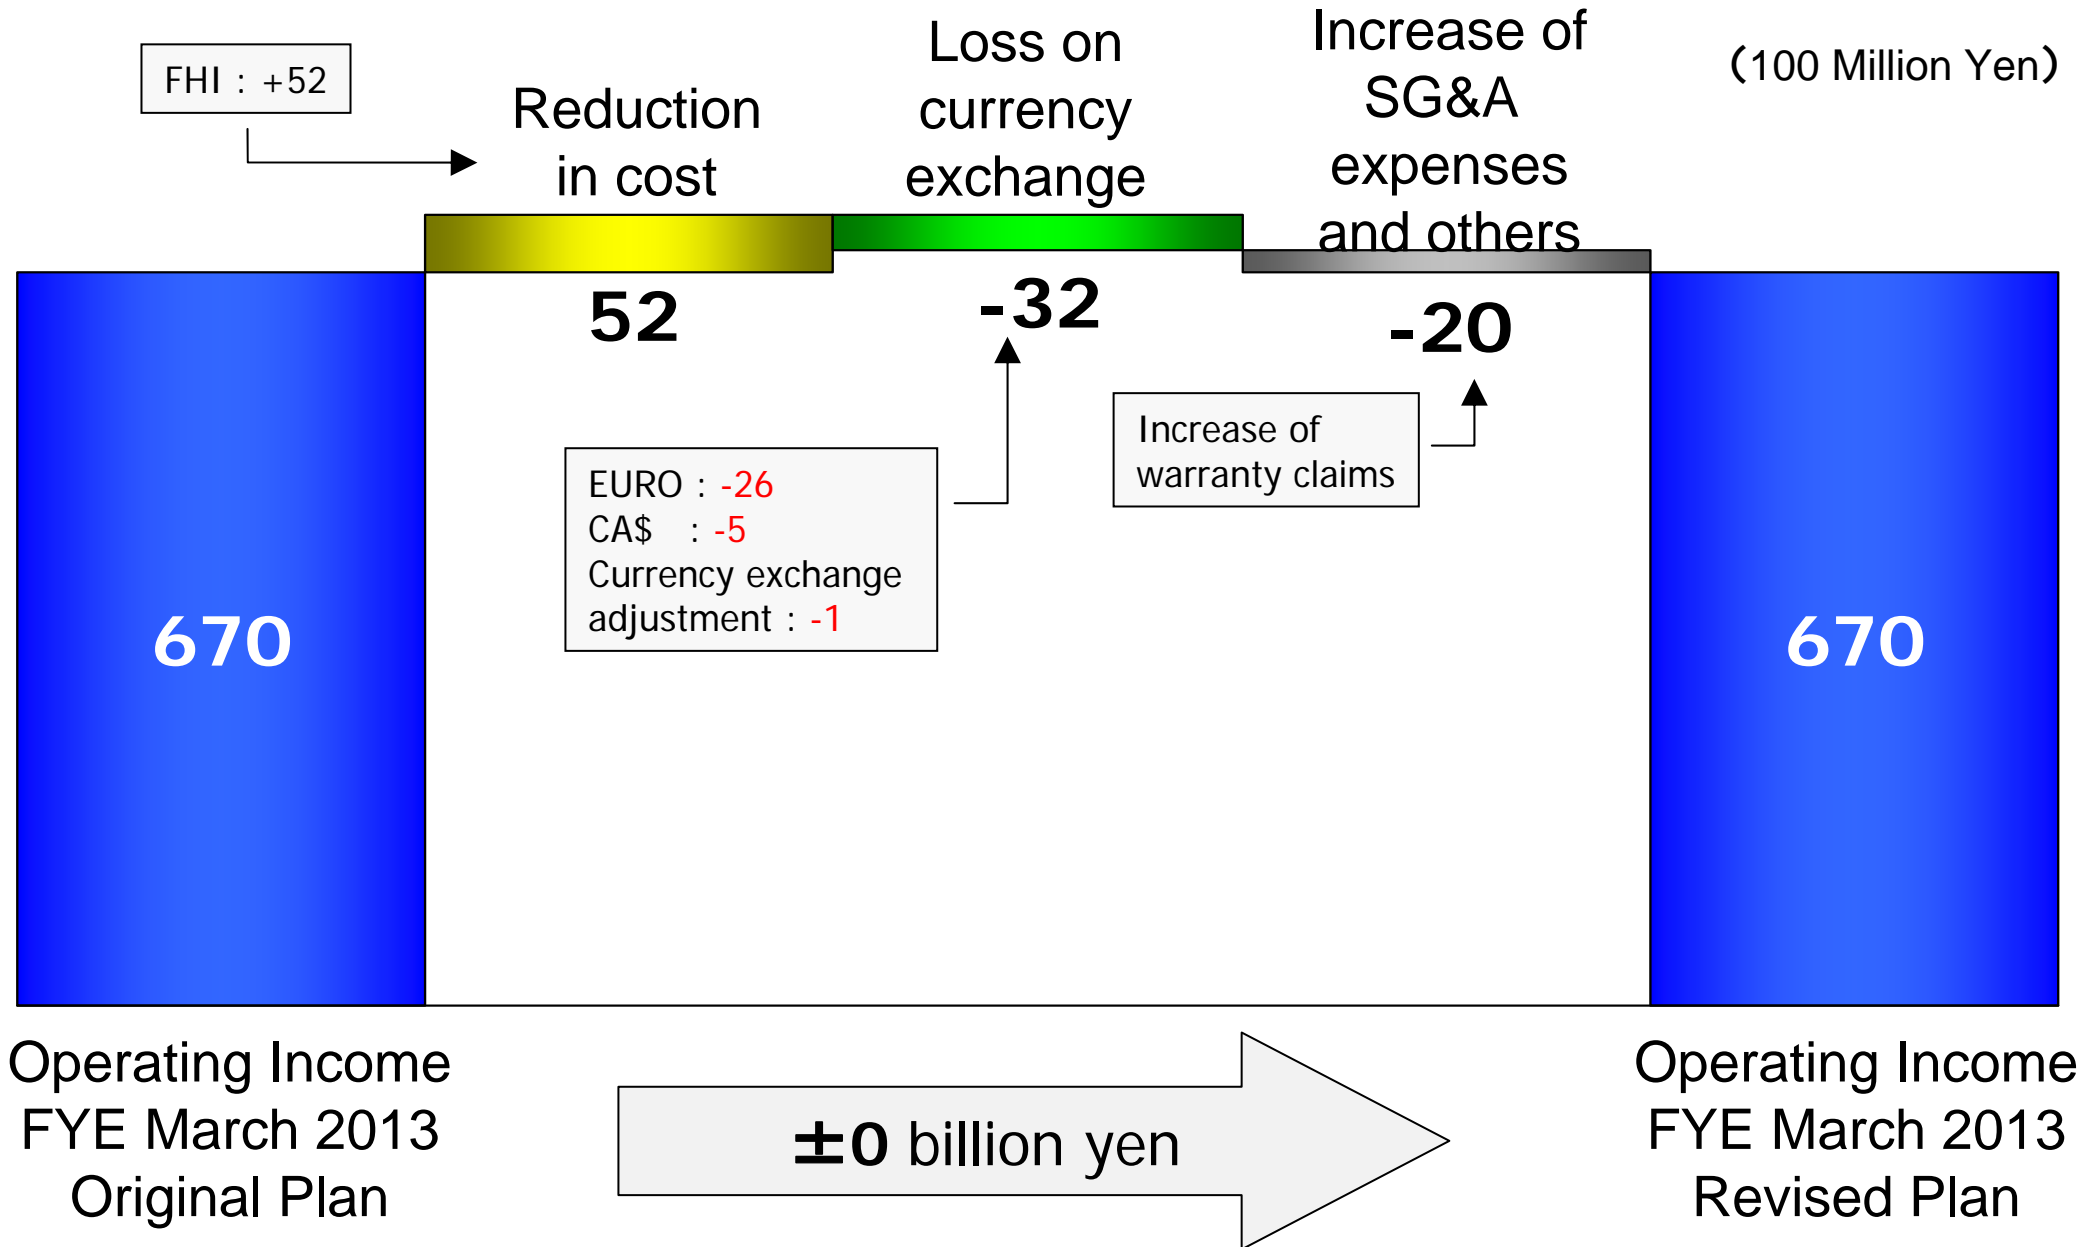 FHI : +52
Reduction
in cost
Loss on
currency
exchange
Increase of
SG&A
expenses
and others
(100 Million Yen)
52
-32
-20
EURO : -26
CA$ : -5
Currency exchange
adjustment : -1
Increase of
warranty claims
670
670
Operating Income
FYE March 2013
Original Plan
±0 billion yen
Operating Income
FYE March 2013
Revised Plan